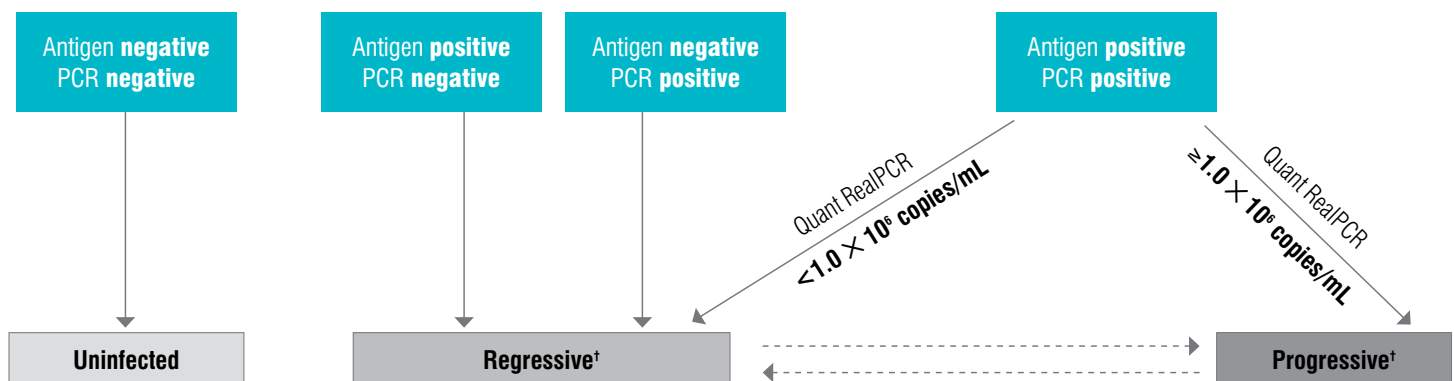 Antigen negative
PCR negative
Antigen positive
PCR negative
Antigen negative
PCR positive
Antigen positive
PCR positive
Quant RealPCR
<1.0 × 10⁶ copies/mL
Quant RealPCR
≥1.0 × 10⁶ copies/mL
Uninfected
Regressive†
Progressive†